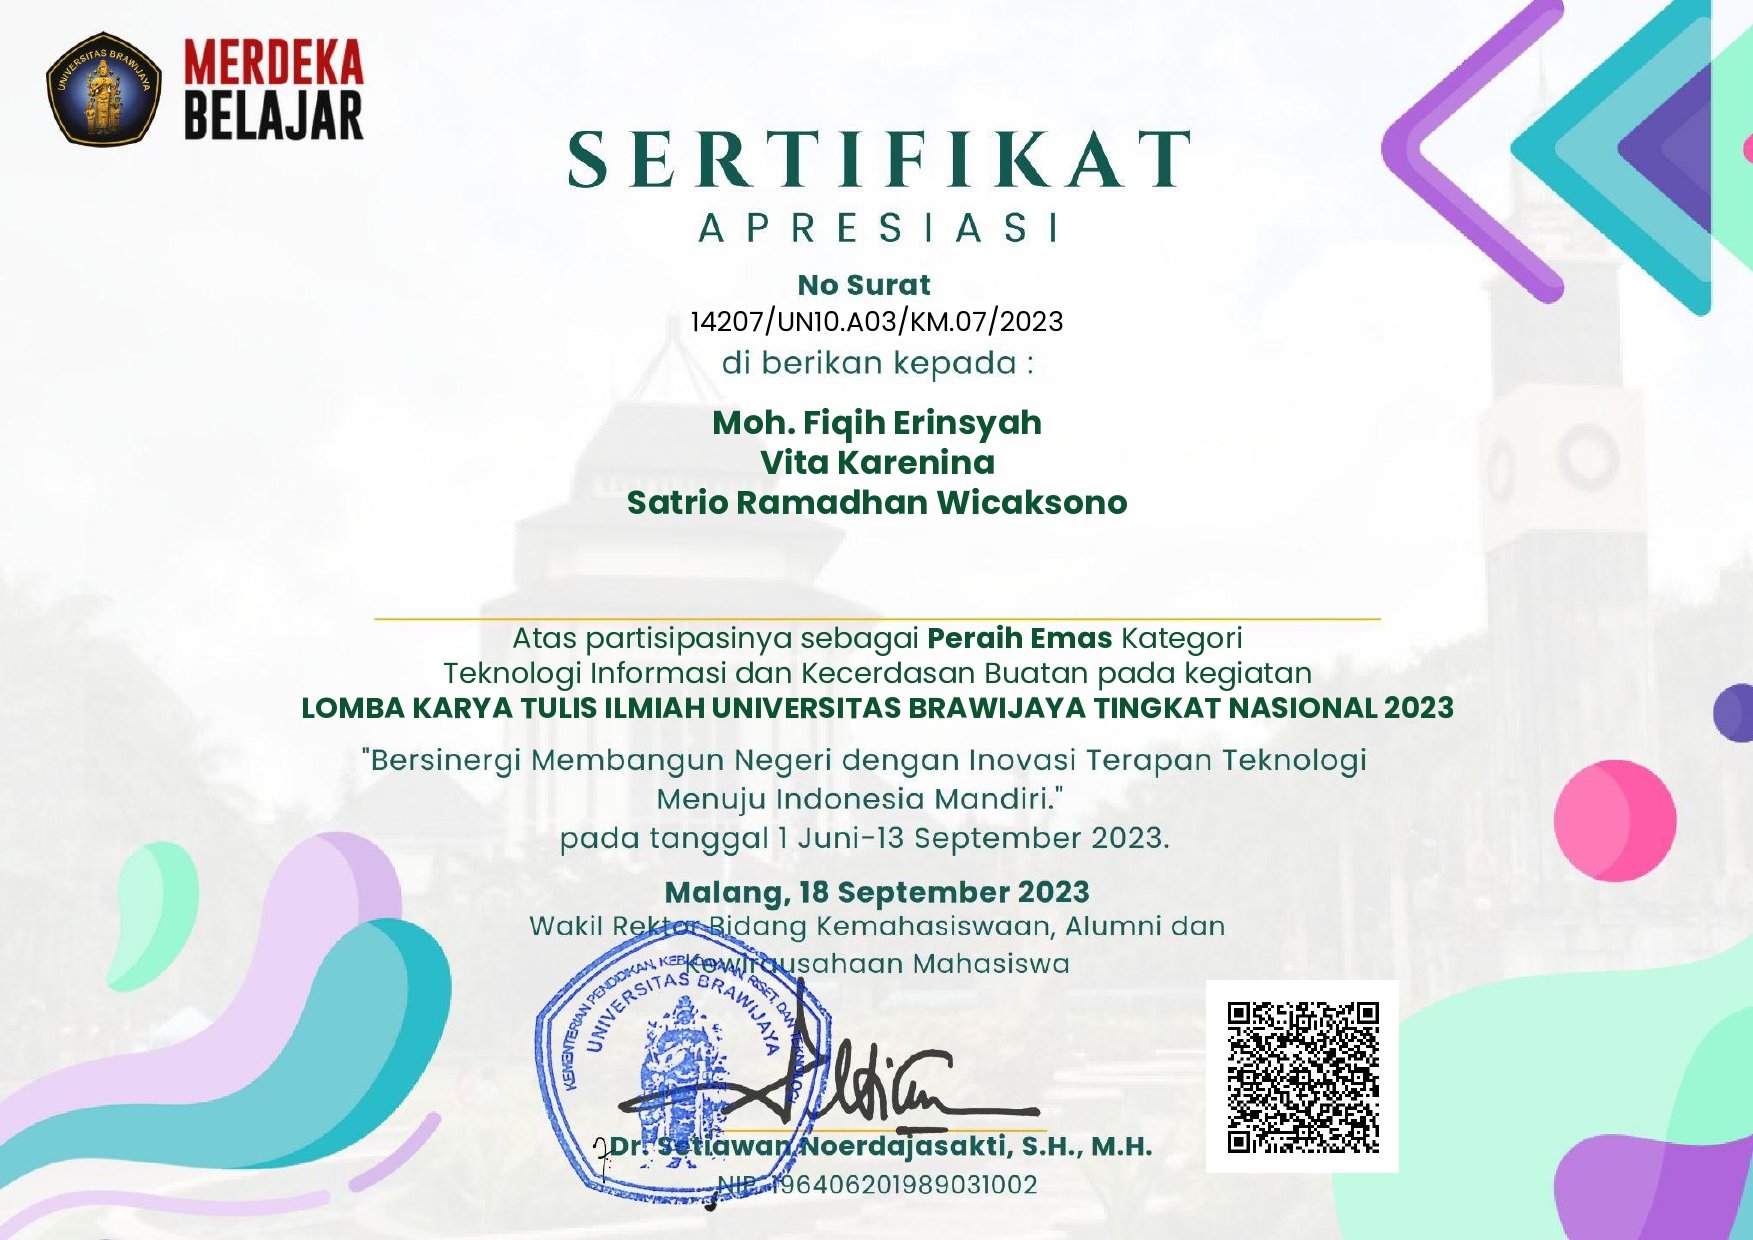 UNIVERSITAS BRAWIJAYA
MERDEKA
BELAJAR
SERTIFIKAT
APRESIASI
No Surat
14207/UN10.A03/KM.07/2023
di berikan kepada :
Moh. Fiqih Erinsyah
Vita Karenina
Satrio Ramadhan Wicaksono
Atas partisipasinya sebagai Peraih Emas Kategori
Teknologi Informasi dan Kecerdasan Buatan pada kegiatan
LOMBA KARYA TULIS ILMIAH UNIVERSITAS BRAWIJAYA TINGKAT NASIONAL 2023
"Bersinergi Membangun Negeri dengan Inovasi Terapan Teknologi
Menuju Indonesia Mandiri."
pada tanggal 1 Juni-13 September 2023.
Malang, 18 September 2023
Wakil Rektor Bidang Kemahasiswaan, Alumni dan
Kewirausahaan Mahasiswa
KEMENTERIAN PENDIDIKAN, KEBUDAYAAN, RISET, DAN TEKNOLOGI
UNIVERSITAS BRAWIJAYA
Dr. Setiawan Noerdajasakti, S.H., M.H.
NIP. 196406201989031002